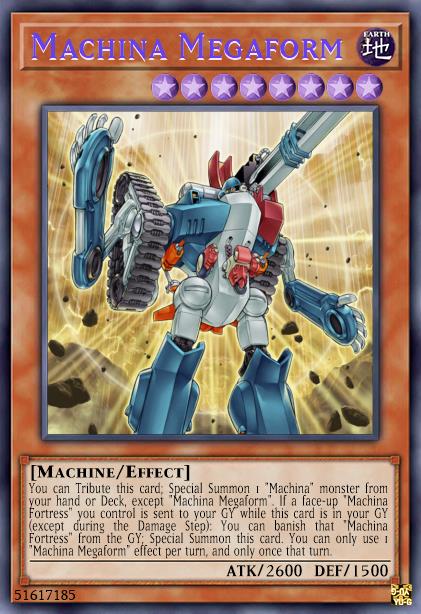 MACHINA MEGAFORM
EARTH
地
[MACHINE/EFFECT]
You can Tribute this card; Special Summon 1 "Machina" monster from
your hand or Deck, except "Machina Megaform". If a face-up "Machina
Fortress" you control is sent to your GY while this card is in your GY
(except during the Damage Step): You can banish that "Machina
Fortress" from the GY; Special Summon this card. You can only use 1
"Machina Megaform" effect per turn, and only once that turn.
ATK/2600 DEF/1500
51617185